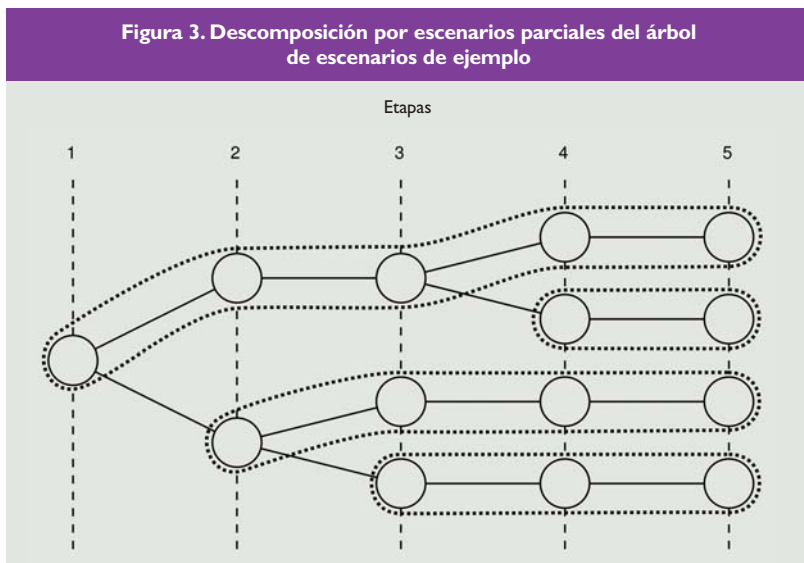 Figura 3. Descomposición por escenarios parciales del árbol
de escenarios de ejemplo
Etapas
1 2 3 4 5